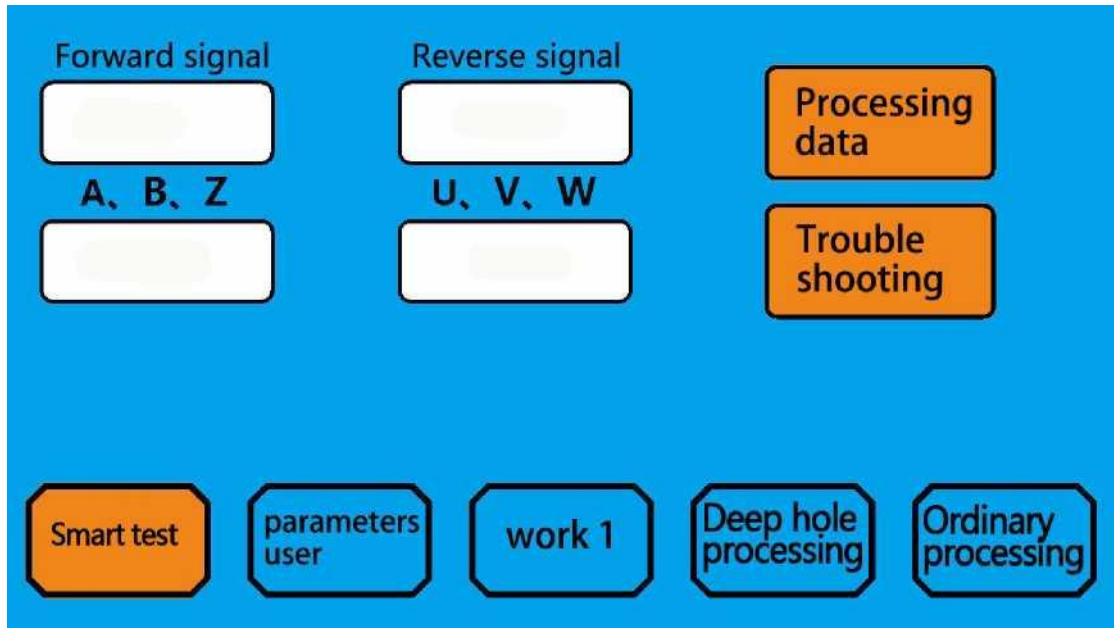 Forward signal
Reverse signal
Processing
data
A、B、Z
U、V、W
Trouble
shooting
Smart test
parameters
user
work 1
Deep hole
processing
Ordinary
processing